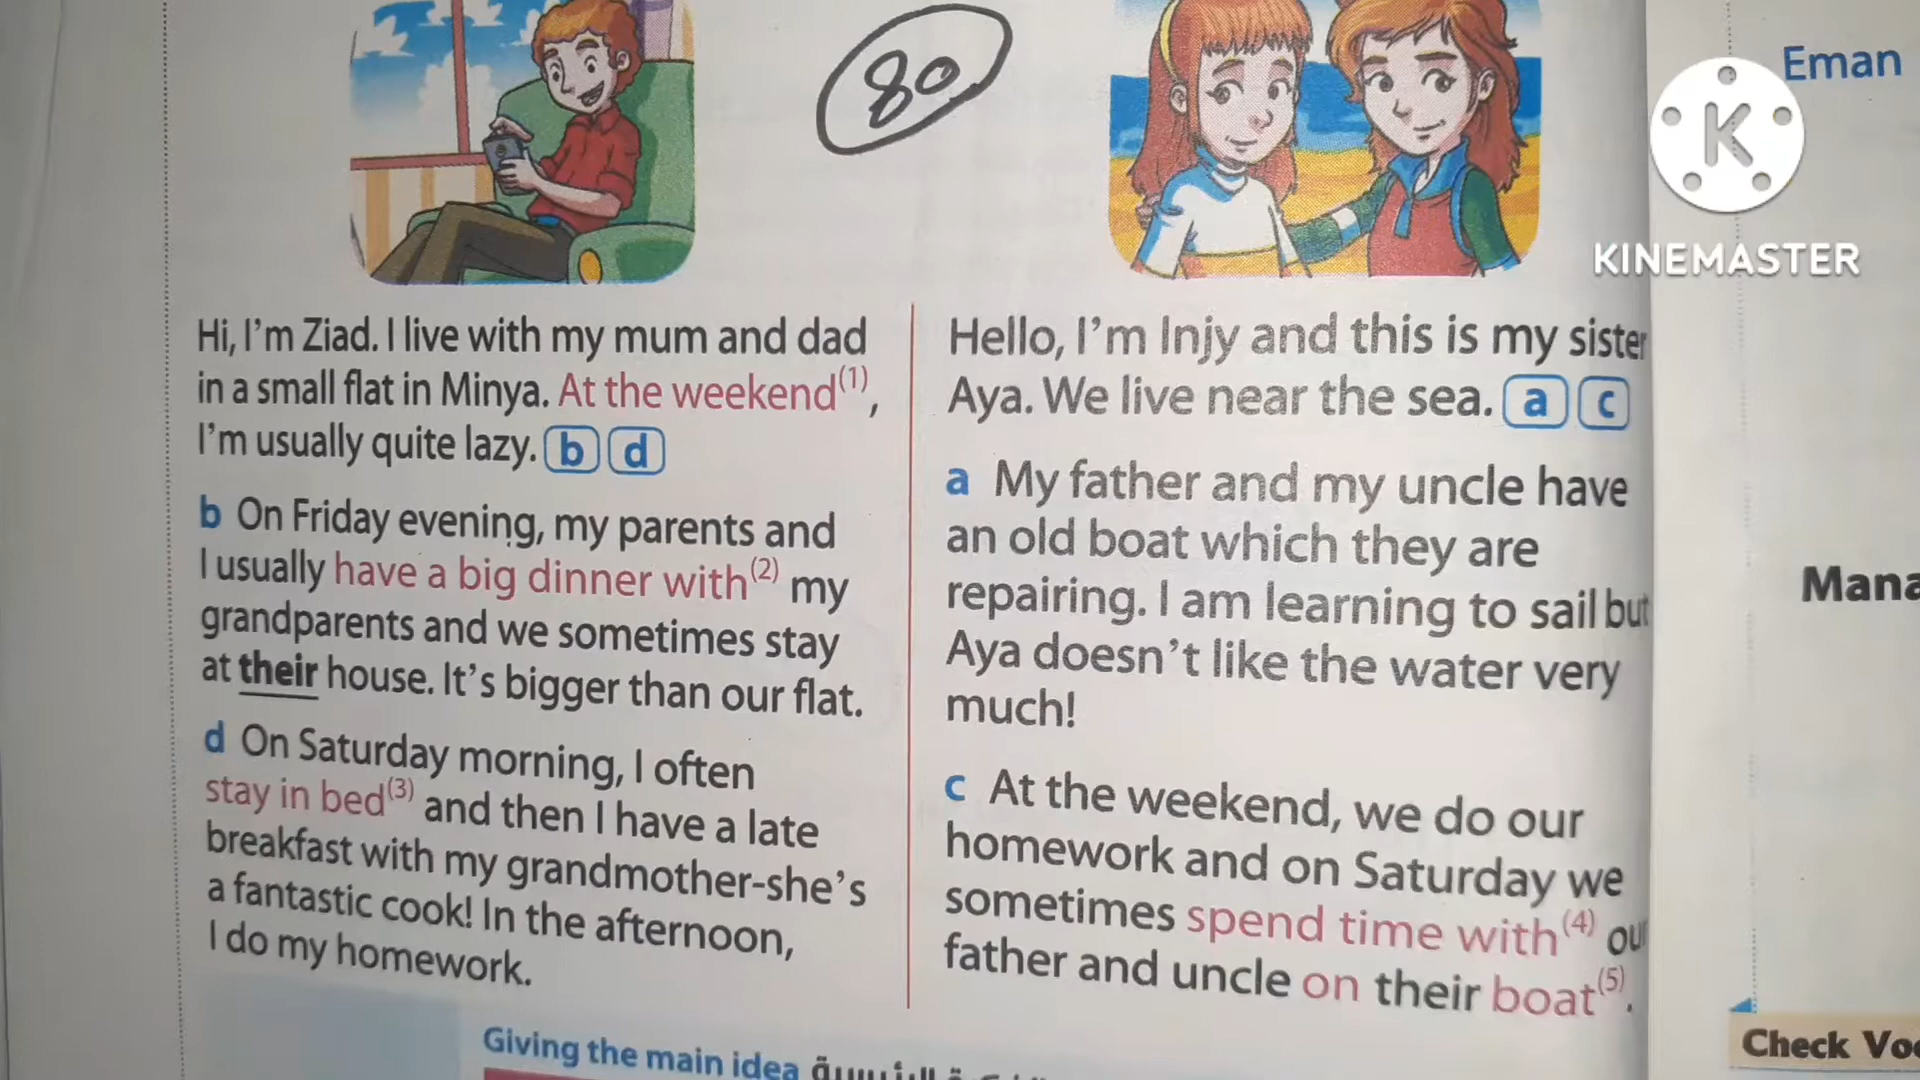 80
Hi, I'm Ziad. I live with my mum and dad
in a small flat in Minya. At the weekend(1),
I'm usually quite lazy. b d
b On Friday evening, my parents and
I usually have a big dinner with(2) my
grandparents and we sometimes stay
at their house. It's bigger than our flat.
d On Saturday morning, I often
stay in bed(3) and then I have a late
breakfast with my grandmother-she's
a fantastic cook! In the afternoon,
I do my homework.
Hello, I'm Injy and this is my sister
Aya. We live near the sea. a c
a My father and my uncle have
an old boat which they are
repairing. I am learning to sail but
Aya doesn't like the water very
much!
c At the weekend, we do our
homework and on Saturday we
sometimes spend time with(4) ou
father and uncle on their boat(5).
Giving the main idea
Eman
K
KINEMASTER
Mana
Check Vo